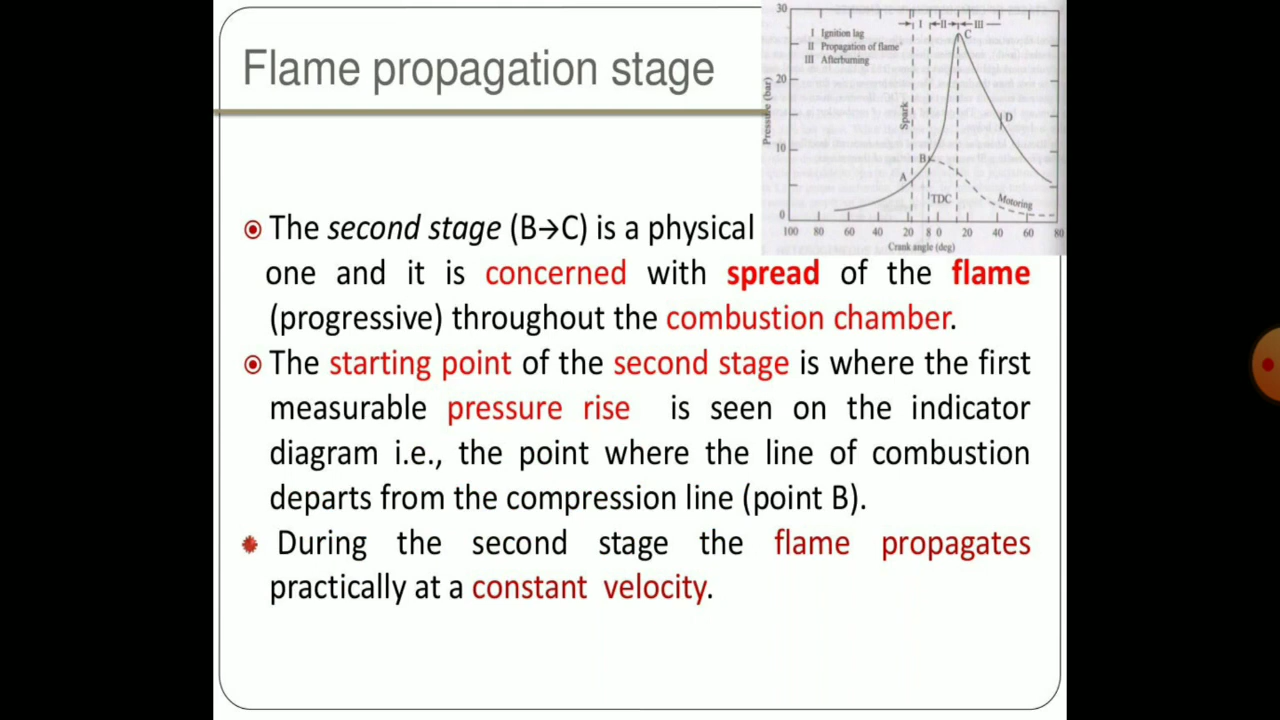 Flame propagation stage
30
I Ignition lag
II Propagation of flame
III Afterburning
I II III
C
20
Pressure (bar)
Spark
D
10
B
A
TDC
Motoring
0
100 80 60 40 20 8 0 20 40 60 80
Crank angle (deg)
The second stage (B→C) is a physical
one and it is concerned with spread of the flame
(progressive) throughout the combustion chamber.
The starting point of the second stage is where the first
measurable pressure rise is seen on the indicator
diagram i.e., the point where the line of combustion
departs from the compression line (point B).
During the second stage the flame propagates
practically at a constant velocity.